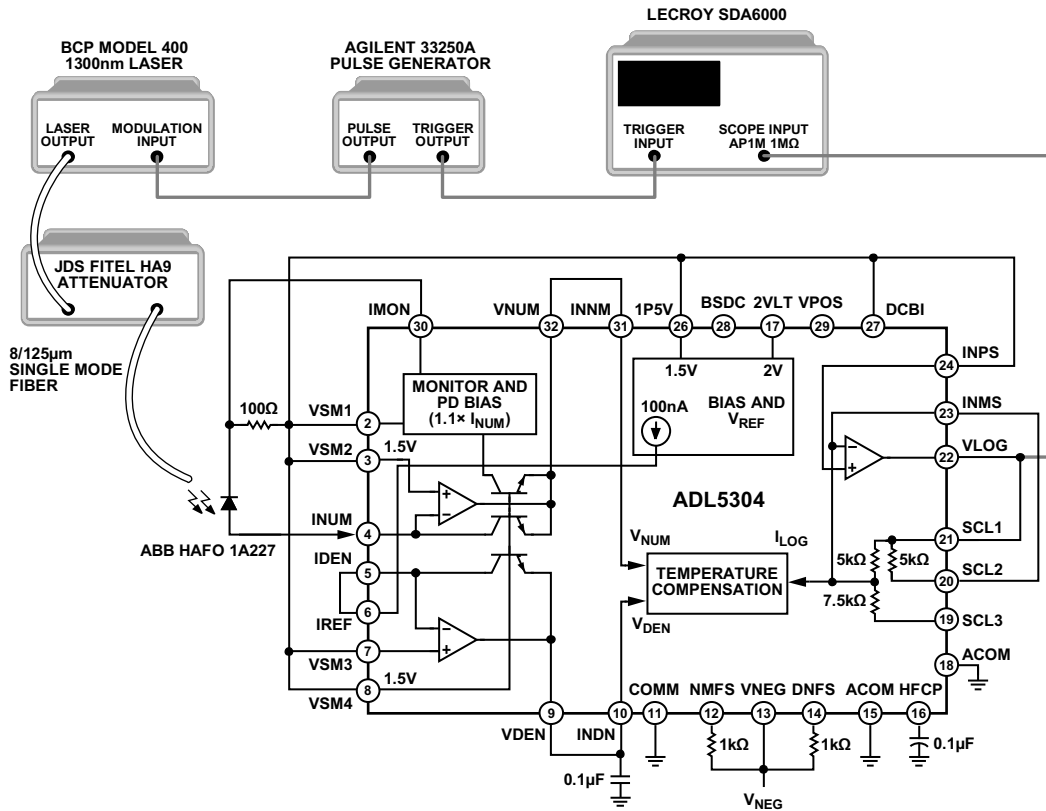 LECROY SDA6000
BCP MODEL 400
1300nm LASER
AGILENT 33250A
PULSE GENERATOR
LASER
OUTPUT
MODULATION
INPUT
PULSE
OUTPUT
TRIGGER
OUTPUT
TRIGGER
INPUT
SCOPE INPUT
AP1M 1MΩ
JDS FITEL HA9
ATTENUATOR
8/125µm
SINGLE MODE
FIBER
IMON
30
VNUM
32
INNM
31
1P5V
26
BSDC
28
2VLT
17
VPOS
29
DCBI
27
INPS
24
INMS
23
VLOG
22
SCL1
21
SCL2
20
SCL3
19
ACOM
18
100Ω
VSM1
2
VSM2
3
1.5V
INUM
4
IDEN
5
IREF
6
VSM3
7
VSM4
8
1.5V
ABB HAFO 1A227
MONITOR AND
PD BIAS
(1.1× INUM)
1.5V
2V
100nA
BIAS AND
VREF
ADL5304
VNUM
ILOG
TEMPERATURE
COMPENSATION
VDEN
5kΩ
5kΩ
7.5kΩ
9
VDEN
10
INDN
COMM
11
NMFS
12
VNEG
13
DNFS
14
ACOM
15
HFCP
16
1kΩ
1kΩ
0.1µF
0.1µF
VNEG